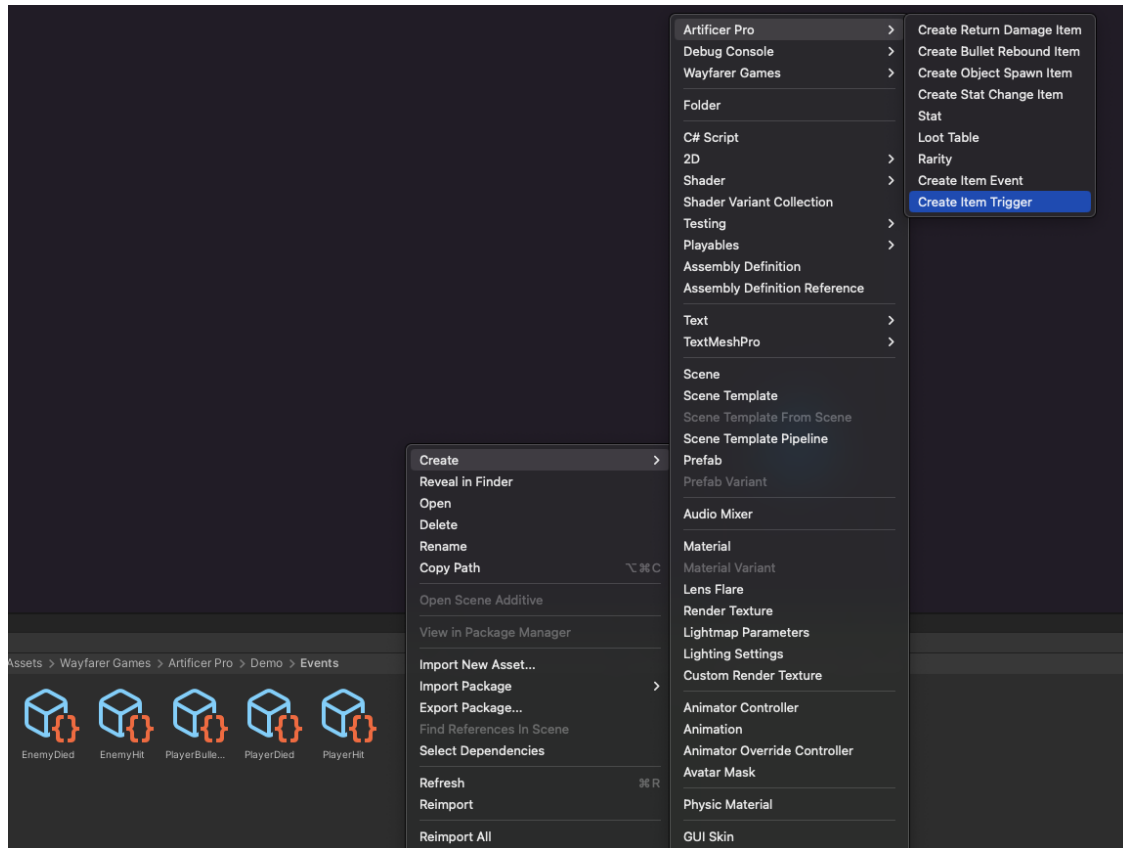 Artificer Pro
Debug Console
Wayfarer Games
Folder
C# Script
2D
Shader
Shader Variant Collection
Testing
Playables
Assembly Definition
Assembly Definition Reference
Text
TextMeshPro
Scene
Scene Template
Scene Template From Scene
Scene Template Pipeline
Prefab
Prefab Variant
Audio Mixer
Material
Material Variant
Lens Flare
Render Texture
Lightmap Parameters
Lighting Settings
Custom Render Texture
Animator Controller
Animation
Animator Override Controller
Avatar Mask
Physic Material
GUI Skin
Create Return Damage Item
Create Bullet Rebound Item
Create Object Spawn Item
Create Stat Change Item
Stat
Loot Table
Rarity
Create Item Event
Create Item Trigger
Create
Reveal in Finder
Open
Delete
Rename
Copy Path ⌥⌘C
Open Scene Additive
View in Package Manager
Import New Asset...
Import Package
Export Package...
Find References In Scene
Select Dependencies
Refresh ⌘R
Reimport
Reimport All
Assets > Wayfarer Games > Artificer Pro > Demo > Events
EnemyDied EnemyHit PlayerBulle... PlayerDied PlayerHit